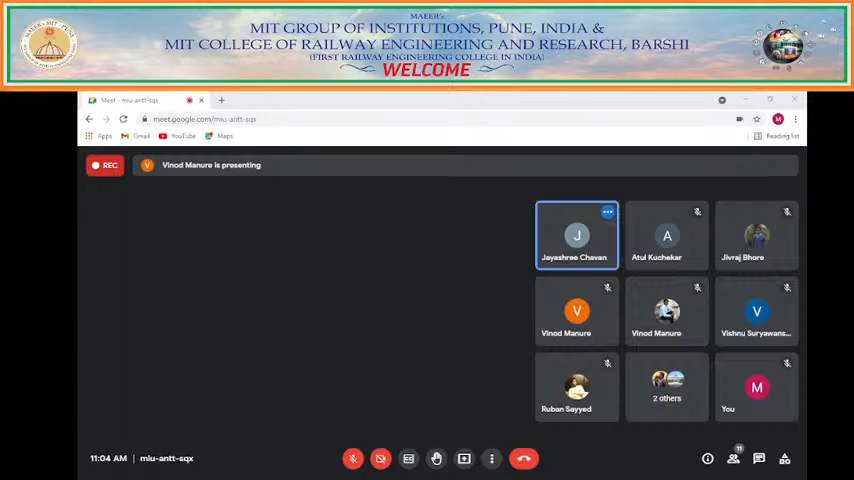 MAEER's
MIT GROUP OF INSTITUTIONS, PUNE, INDIA &
MIT COLLEGE OF RAILWAY ENGINEERING AND RESEARCH, BARSHI
(FIRST RAILWAY ENGINEERING COLLEGE IN INDIA)
WELCOME
Meet - miu-antt-sqx
meet.google.com/miu-antt-sqx
M
Apps Gmail YouTube Maps Reading list
REC V Vinod Manure is presenting
J A
Jayashree Chavan Atul Kuchekar Jivraj Bhore
V V
Vinod Manure Vinod Manure Vishnu Suryawans...
M
Ruban Sayyed 2 others You
11
11:04 AM | miu-antt-sqx